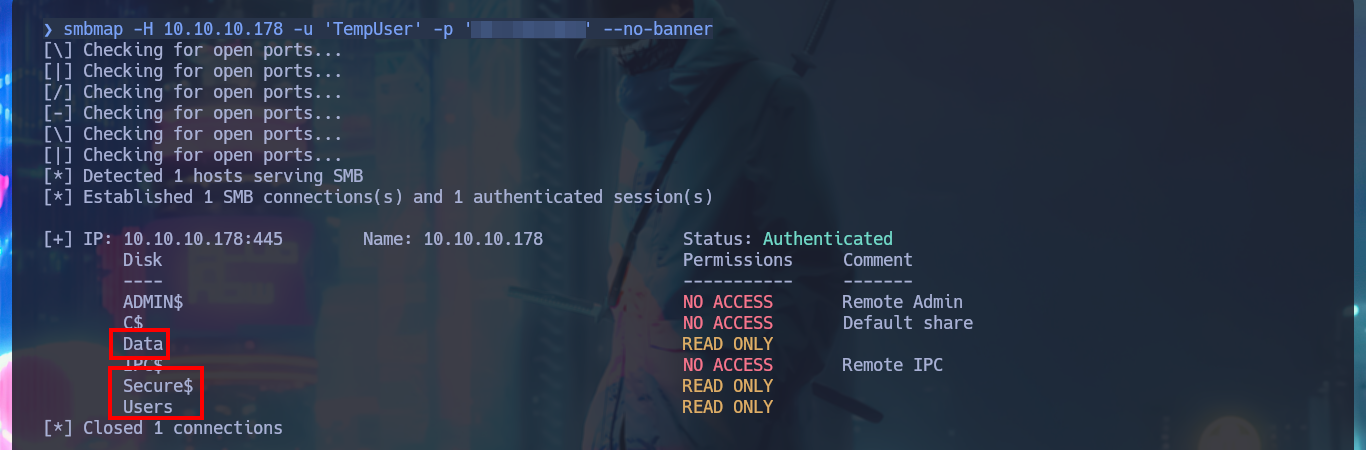 ❯ smbmap -H 10.10.10.178 -u 'TempUser' -p '            ' --no-banner
[\] Checking for open ports...
[|] Checking for open ports...
[/] Checking for open ports...
[-] Checking for open ports...
[\] Checking for open ports...
[|] Checking for open ports...
[*] Detected 1 hosts serving SMB
[*] Established 1 SMB connections(s) and 1 authenticated session(s)
[+] IP: 10.10.10.178:445        Name: 10.10.10.178              Status: Authenticated
        Disk                                                    Permissions     Comment
        ----                                                    -----------     -------
        ADMIN$                                                  NO ACCESS       Remote Admin
        C$                                                      NO ACCESS       Default share
        Data                                                    READ ONLY
        IPC$                                                    NO ACCESS       Remote IPC
        Secure$                                                 READ ONLY
        Users                                                   READ ONLY
[*] Closed 1 connections